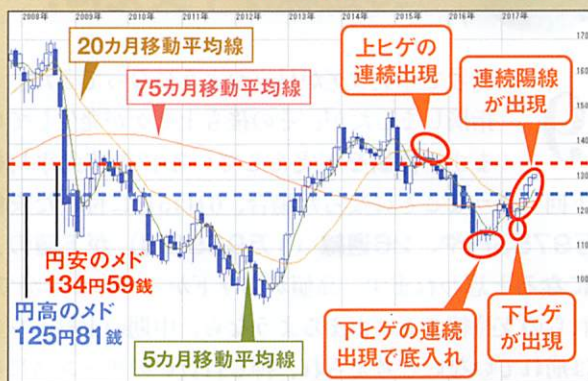 2008年 2009年 2010年 2011年 2012年 2013年 2014年 2015年 2016年 2017年
20カ月移動平均線
75カ月移動平均線
上ヒゲの
連続出現
連続陽線
が出現
円安のメド
134円59銭
円高のメド
125円81銭
5カ月移動平均線
下ヒゲの連続
出現で底入れ
下ヒゲ
が出現
170
160
150
140
130
120
110
100